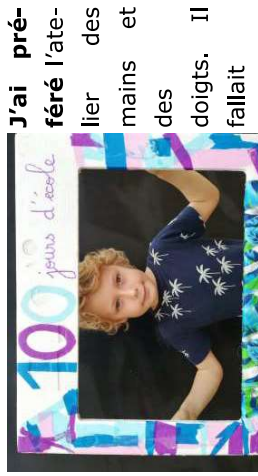 J'ai pré-
féré l'ate-
lier des
mains et
des
doigts. Il
fallait
100
jours d'école